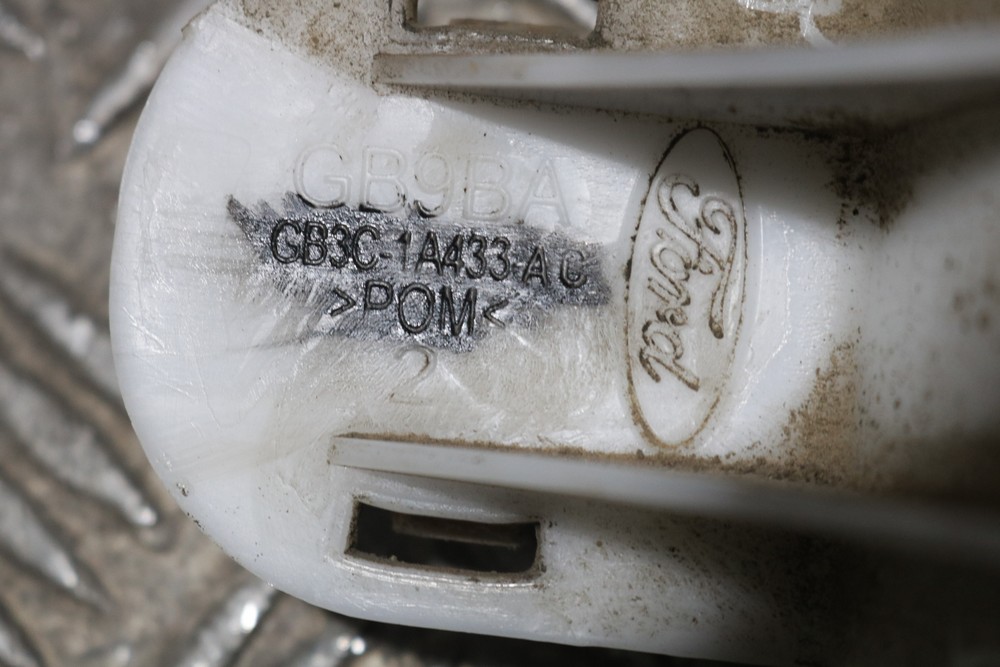 GB9BA
GB3C-1A433-AC
>POM<
2
Ford